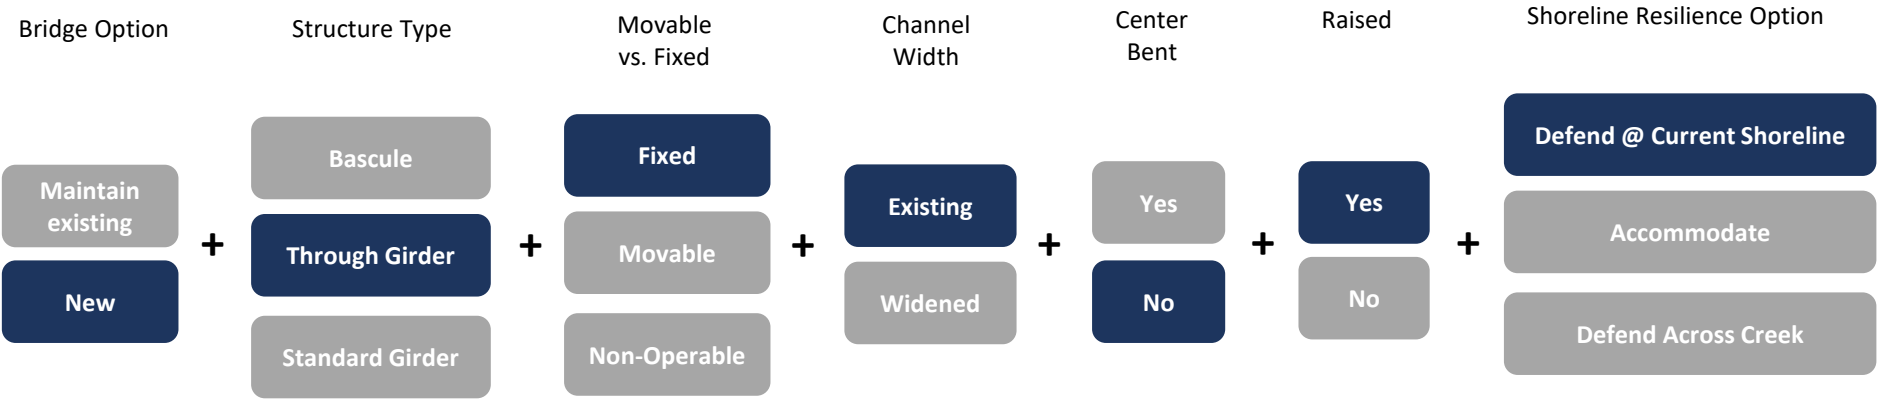 Bridge Option
Structure Type
Movable
vs. Fixed
Channel
Width
Center
Bent
Raised
Shoreline Resilience Option
Maintain
existing
New
+
Bascule
Through Girder
Standard Girder
+
Fixed
Movable
Non-Operable
+
Existing
Widened
+
Yes
No
+
Yes
No
+
Defend @ Current Shoreline
Accommodate
Defend Across Creek